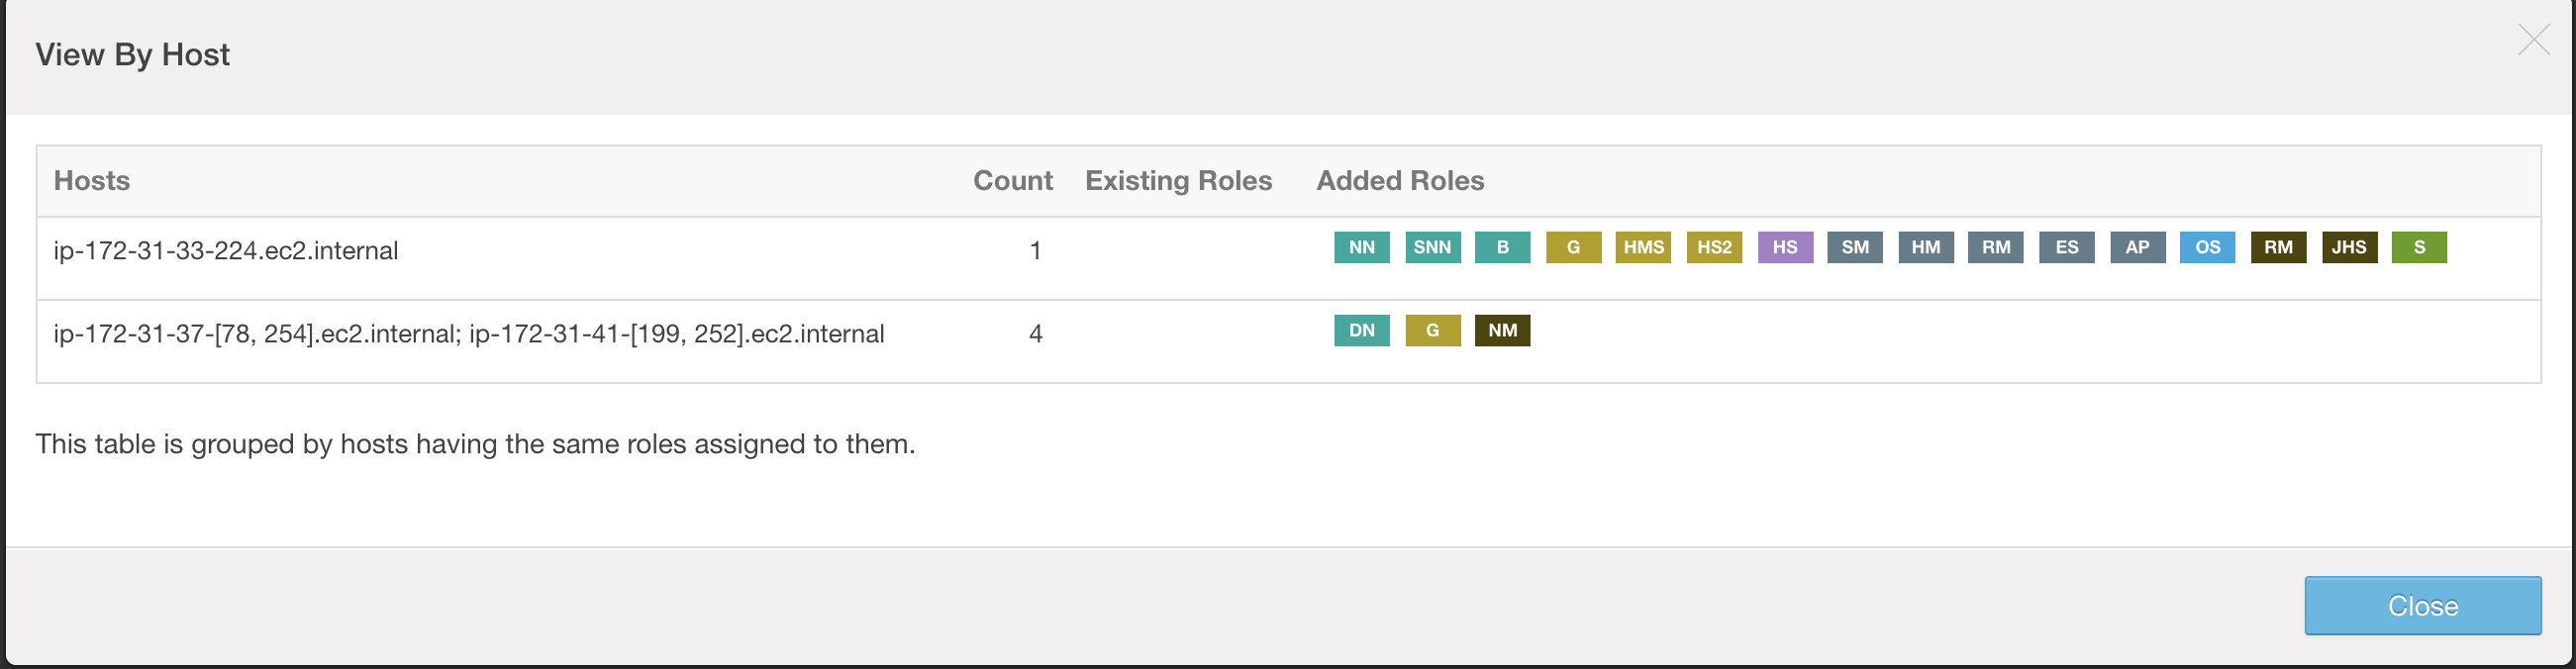 View By Host
Hosts Count Existing Roles Added Roles
ip-172-31-33-224.ec2.internal 1 NN SNN B G HMS HS2 HS SM HM RM ES AP OS RM JHS S
ip-172-31-37-[78, 254].ec2.internal; ip-172-31-41-[199, 252].ec2.internal 4 DN G NM
This table is grouped by hosts having the same roles assigned to them.
Close